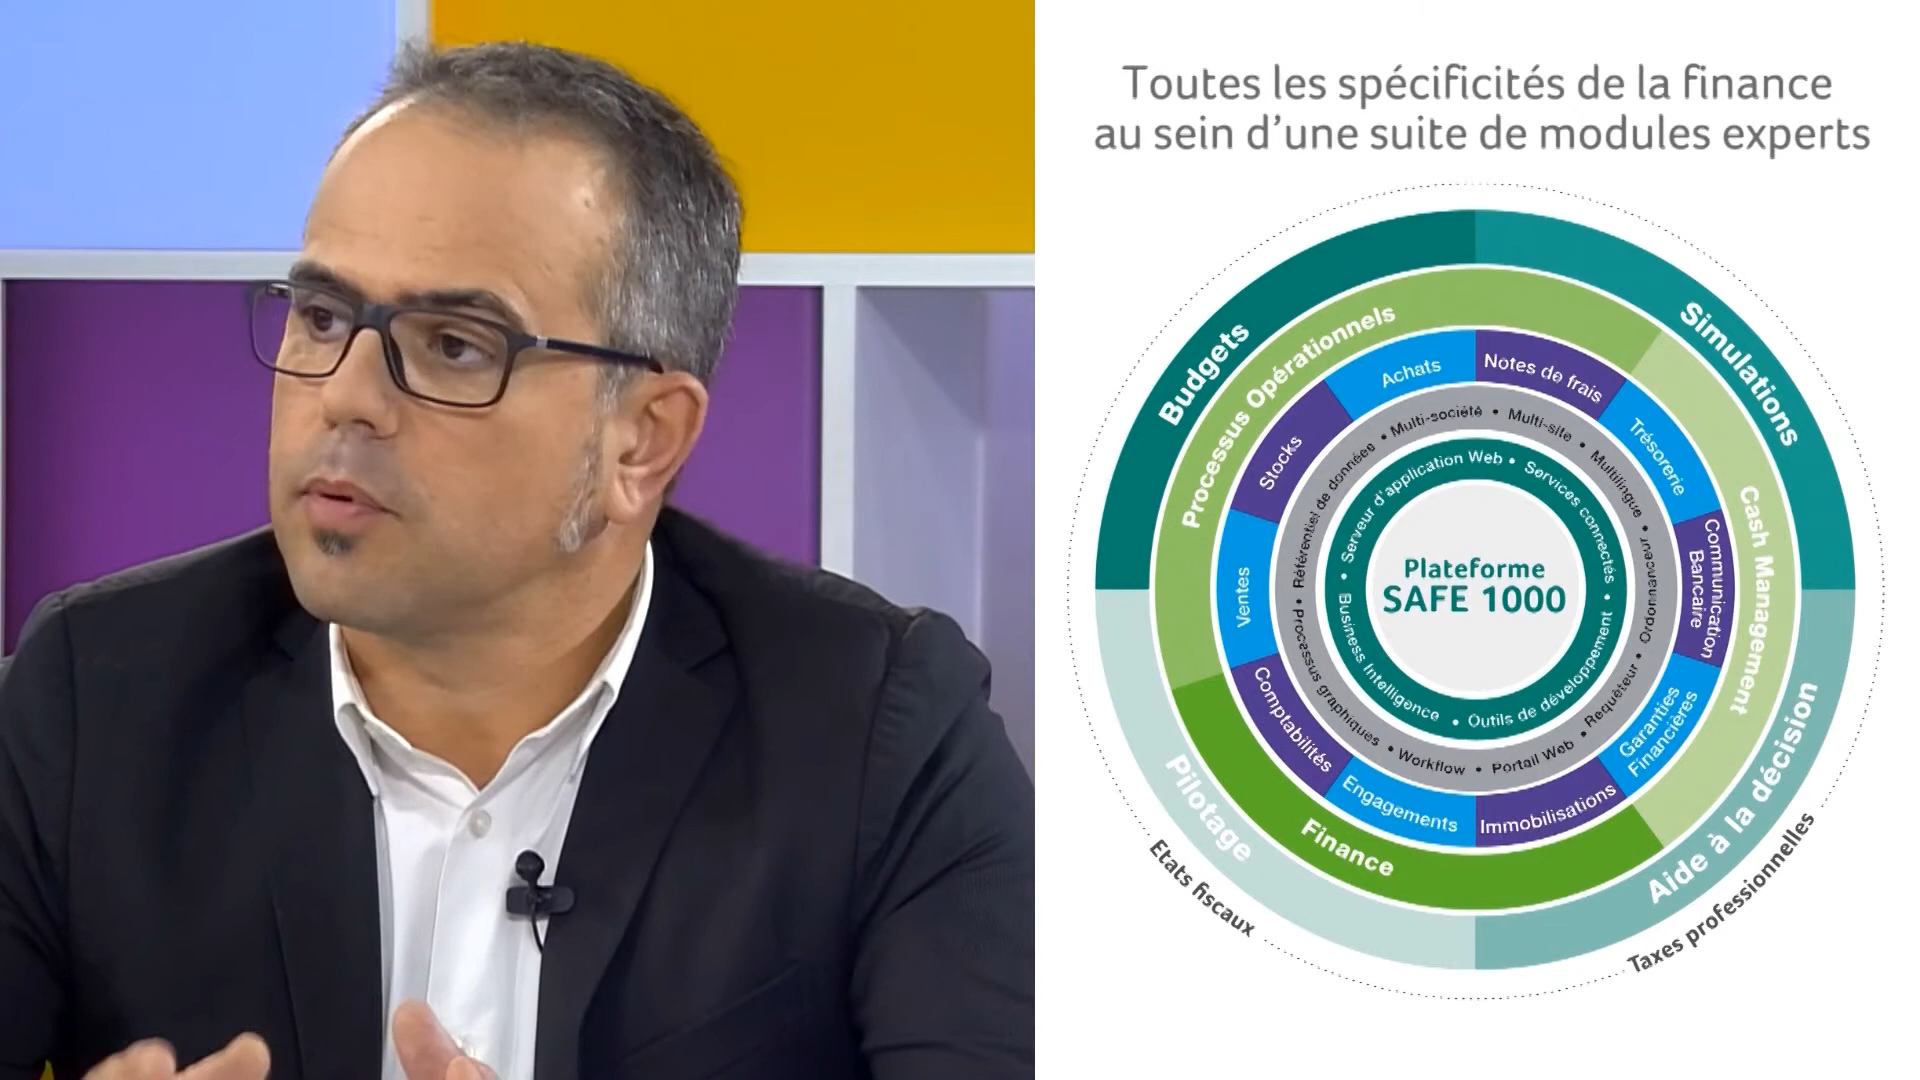 Toutes les spécificités de la finance
au sein d'une suite de modules experts
Budgets
Simulations
Aide à la décision
Pilotage
Processus Opérationnels
Cash Management
Finance
Achats
Notes de frais
Trésorerie
Communication
Bancaire
Garanties
Financières
Immobilisations
Engagements
Comptabilités
Ventes
Stocks
• Référentiel de données • Multi-société • Multi-site • Multilingue • Ordonnanceur • Requêteur • Portail Web • Workflow • Processus graphiques
• Serveur d'application Web • Services connectés • Outils de développement • Business Intelligence
Plateforme
SAFE 1000
Etats fiscaux
Taxes professionnelles